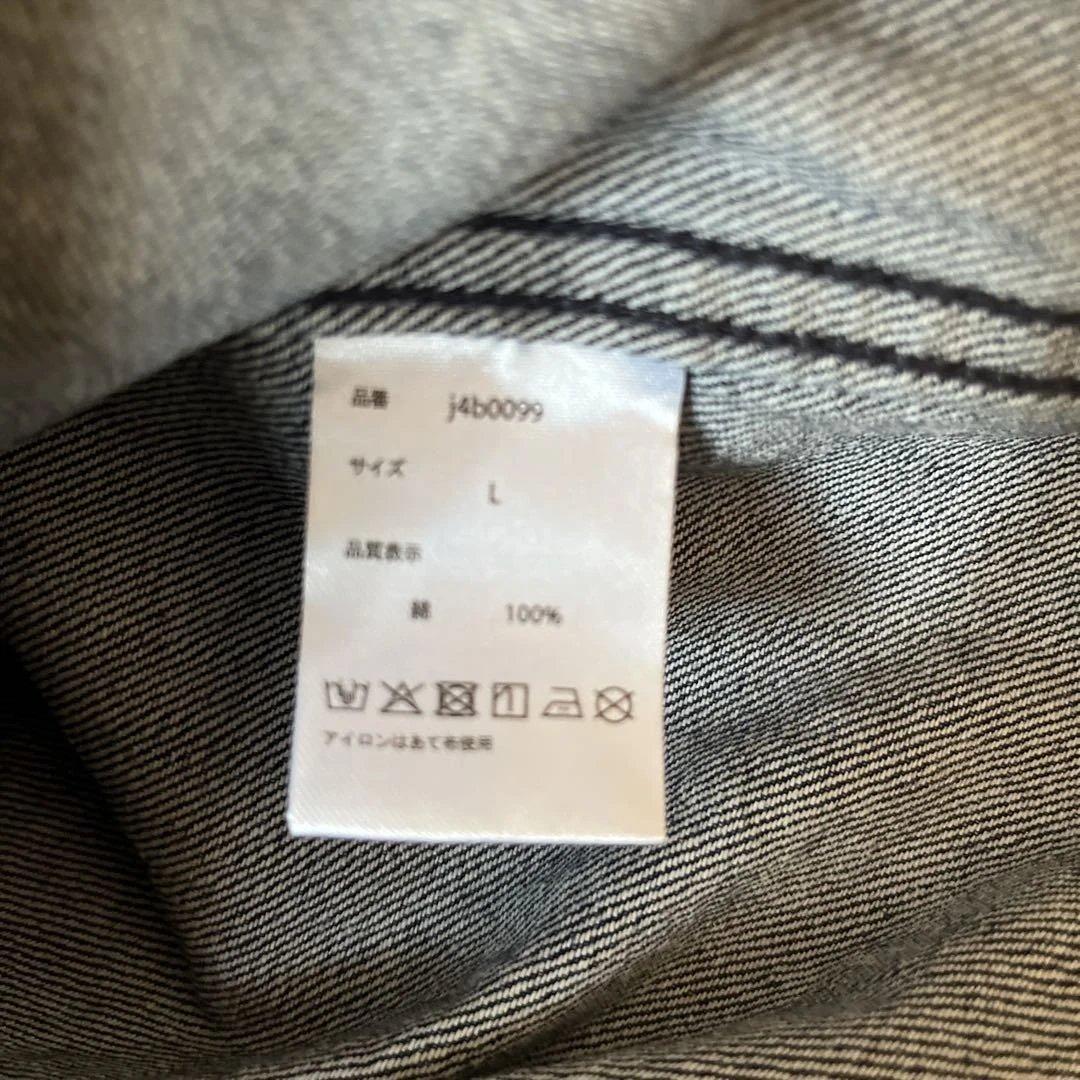 品番 j4b0099
サイズ
L
品質表示
綿 100%
アイロンはあて布使用